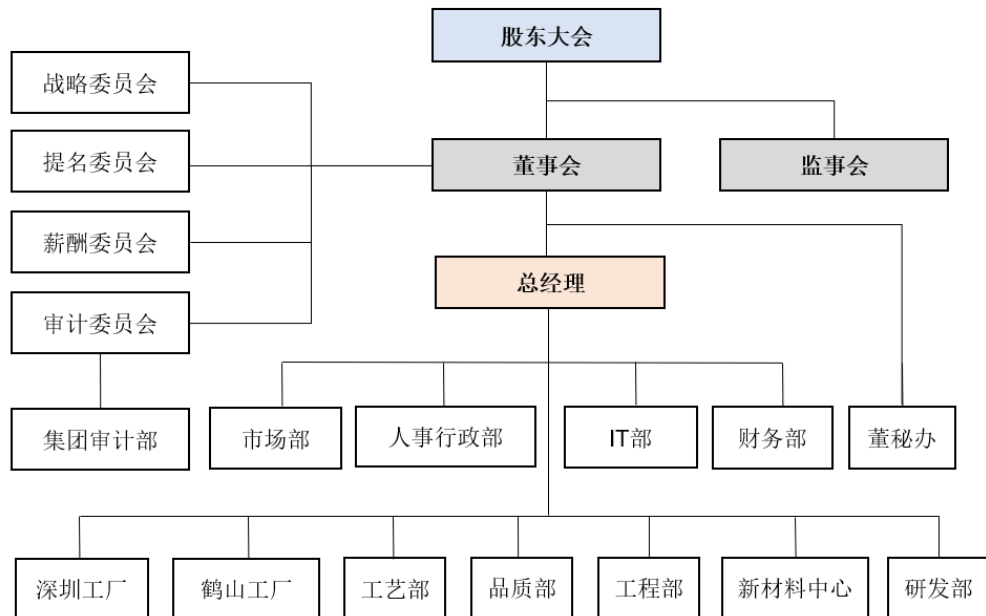 股东大会
战略委员会
提名委员会
董事会
监事会
薪酬委员会
总经理
审计委员会
集团审计部
市场部
人事行政部
IT部
财务部
董秘办
深圳工厂
鹤山工厂
工艺部
品质部
工程部
新材料中心
研发部